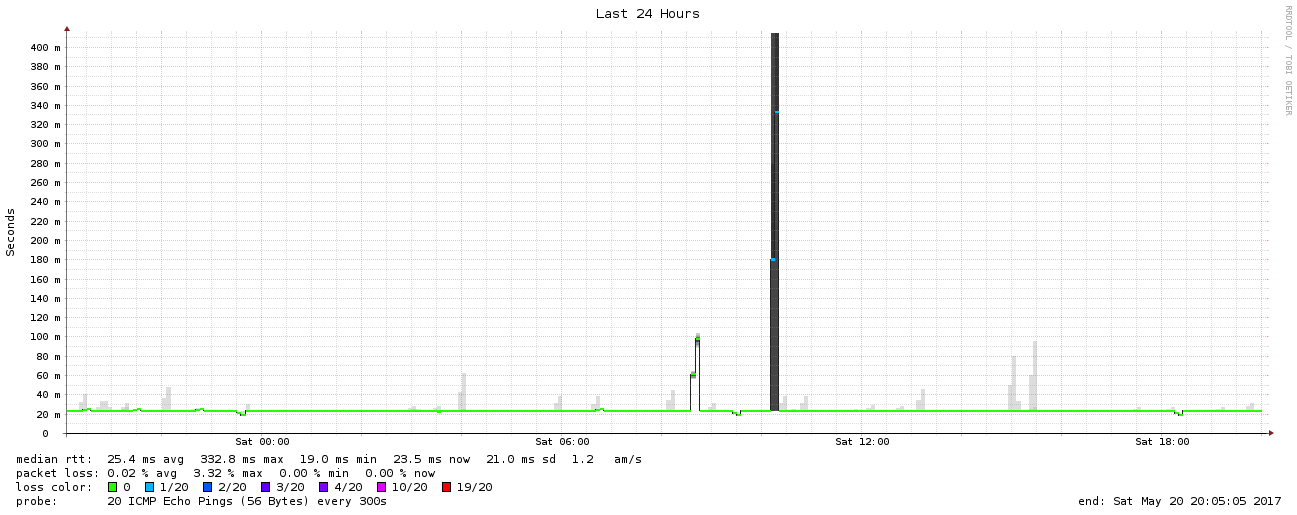 Last 24 Hours
RRDTOOL / TOBI OETIKER
Seconds
400 m
380 m
360 m
340 m
320 m
300 m
280 m
260 m
240 m
220 m
200 m
180 m
160 m
140 m
120 m
100 m
80 m
60 m
40 m
20 m
0
Sat 00:00 Sat 06:00 Sat 12:00 Sat 18:00
median rtt: 25.4 ms avg 332.8 ms max 19.0 ms min 23.5 ms now 21.0 ms sd 1.2 am/s
packet loss: 0.02 % avg 3.32 % max 0.00 % min 0.00 % now
loss color: 0 1/20 2/20 3/20 4/20 10/20 19/20
probe: 20 ICMP Echo Pings (56 Bytes) every 300s end: Sat May 20 20:05:05 2017